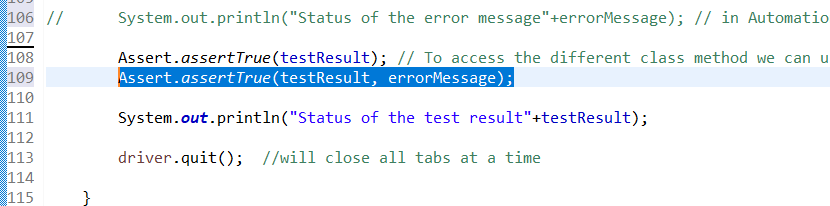 106 //      System.out.println("Status of the error message"+errorMessage); // in Automatio
107
108 Assert.assertTrue(testResult); // To access the different class method we can u
109 Assert.assertTrue(testResult, errorMessage);
110
111 System.out.println("Status of the test result"+testResult);
112
113 driver.quit();  //will close all tabs at a time
114
115 }